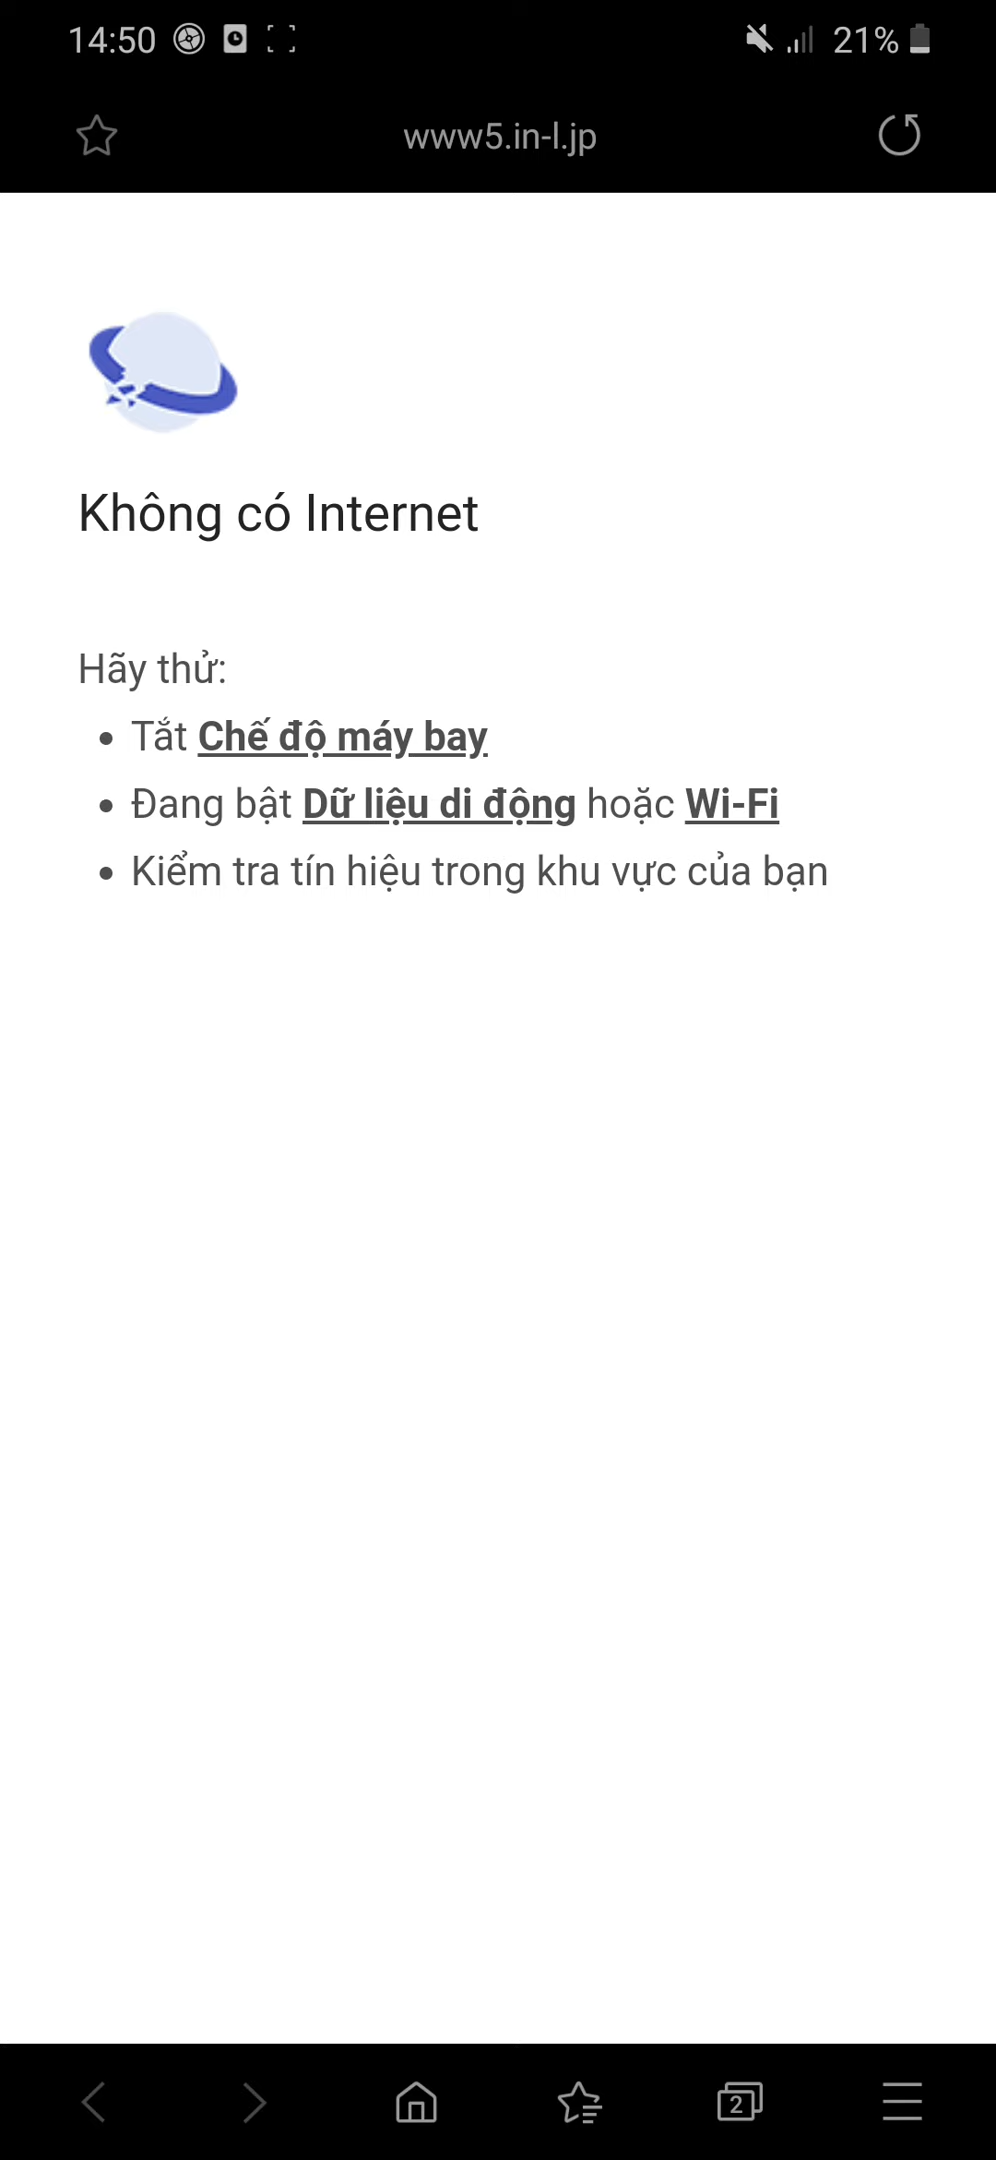 14:50
21%
www5.in-l.jp
Không có Internet
Hãy thử:
• Tắt Chế độ máy bay
• Đang bật Dữ liệu di động hoặc Wi-Fi
• Kiểm tra tín hiệu trong khu vực của bạn
2